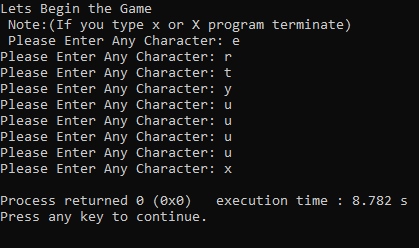 Lets Begin the Game
 Note:(If you type x or X program terminate)
 Please Enter Any Character: e
Please Enter Any Character: r
Please Enter Any Character: t
Please Enter Any Character: y
Please Enter Any Character: u
Please Enter Any Character: u
Please Enter Any Character: u
Please Enter Any Character: u
Please Enter Any Character: x

Process returned 0 (0x0)   execution time : 8.782 s
Press any key to continue.